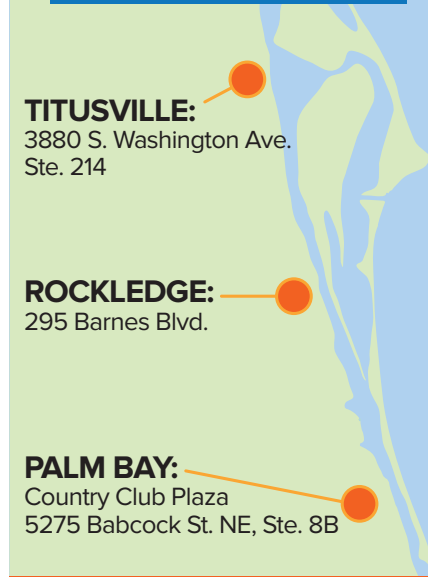 TITUSVILLE:
3880 S. Washington Ave.
Ste. 214
ROCKLEDGE:
295 Barnes Blvd.
PALM BAY:
Country Club Plaza
5275 Babcock St. NE, Ste. 8B